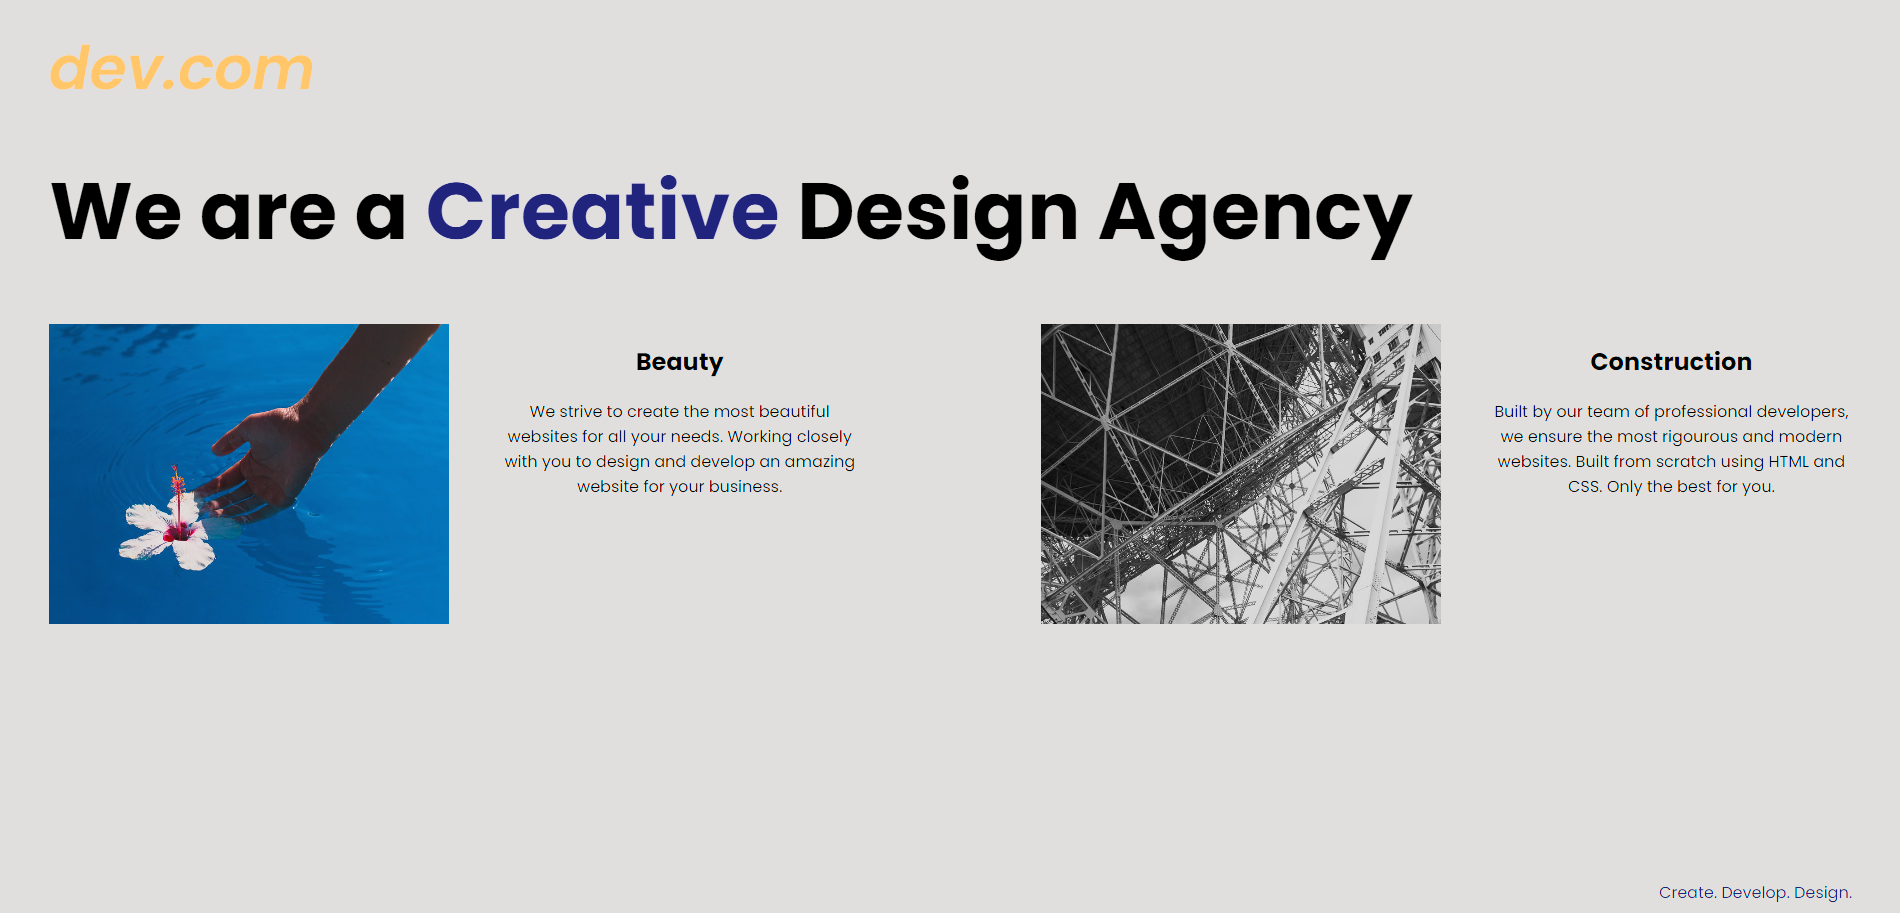 dev.com
We are a Creative Design Agency
Beauty
We strive to create the most beautiful
websites for all your needs. Working closely
with you to design and develop an amazing
website for your business.
Construction
Built by our team of professional developers,
we ensure the most rigourous and modern
websites. Built from scratch using HTML and
CSS. Only the best for you.
Create. Develop. Design.